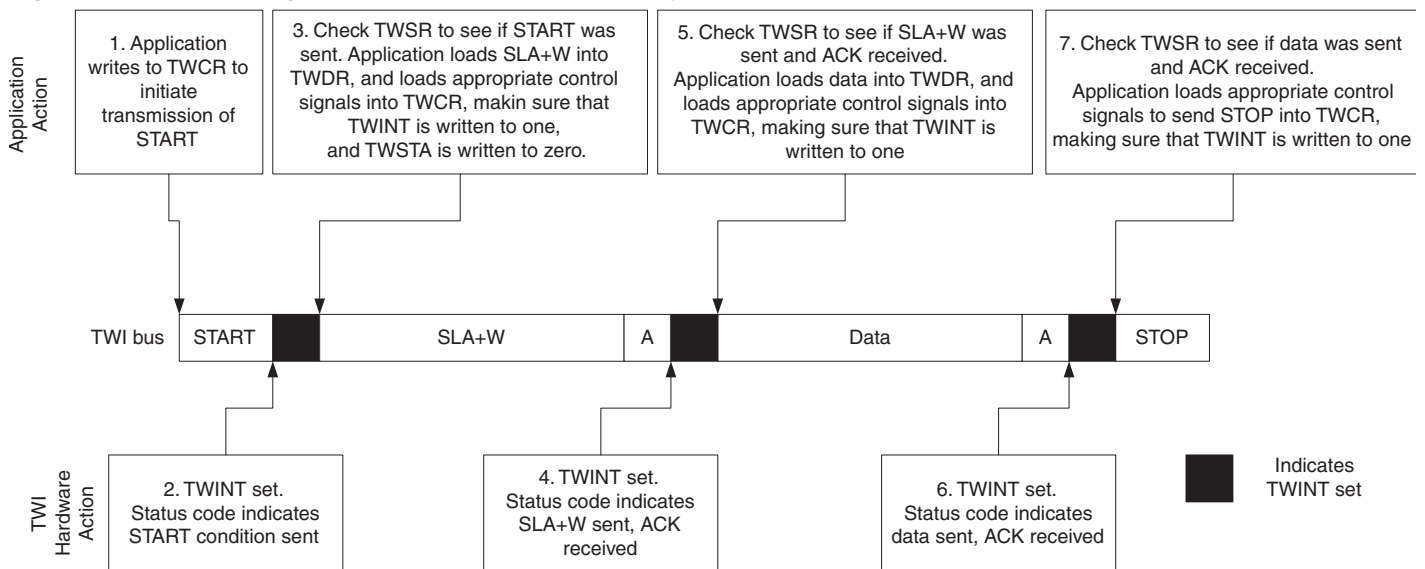 Application
Action
1. Application
writes to TWCR to
initiate
transmission of
START
3. Check TWSR to see if START was
sent. Application loads SLA+W into
TWDR, and loads appropriate control
signals into TWCR, makin sure that
TWINT is written to one,
and TWSTA is written to zero.
5. Check TWSR to see if SLA+W was
sent and ACK received.
Application loads data into TWDR, and
loads appropriate control signals into
TWCR, making sure that TWINT is
written to one
7. Check TWSR to see if data was sent
and ACK received.
Application loads appropriate control
signals to send STOP into TWCR,
making sure that TWINT is written to one
TWI bus
START
SLA+W
A
Data
A
STOP
TWI
Hardware
Action
2. TWINT set.
Status code indicates
START condition sent
4. TWINT set.
Status code indicates
SLA+W sent, ACK
received
6. TWINT set.
Status code indicates
data sent, ACK received
Indicates
TWINT set